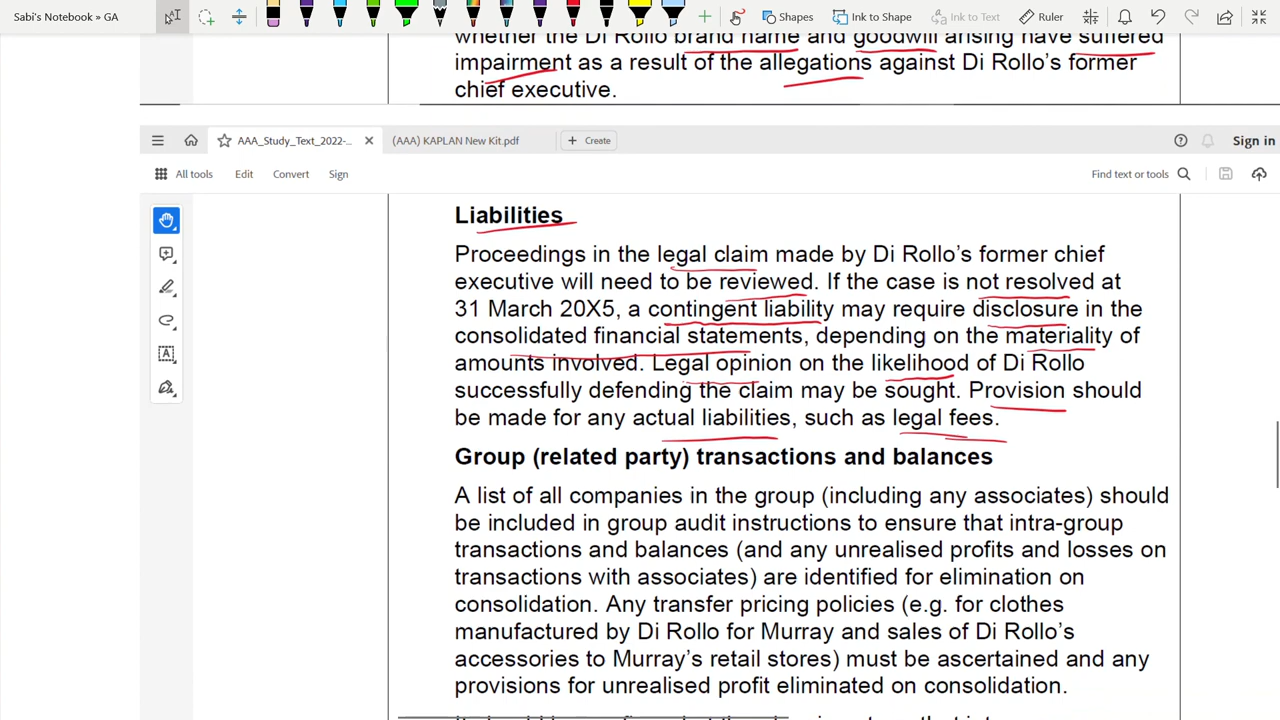 Sabi's Notebook » GA
Shapes
Ink to Shape
Ink to Text
Ruler
whether the Di Rollo brand name and goodwill arising have suffered
impairment as a result of the allegations against Di Rollo's former
chief executive.
AAA_Study_Text_2022-...
(AAA) KAPLAN New Kit.pdf
Create
Sign in
All tools
Edit
Convert
Sign
Find text or tools
Liabilities
Proceedings in the legal claim made by Di Rollo's former chief
executive will need to be reviewed. If the case is not resolved at
31 March 20X5, a contingent liability may require disclosure in the
consolidated financial statements, depending on the materiality of
amounts involved. Legal opinion on the likelihood of Di Rollo
successfully defending the claim may be sought. Provision should
be made for any actual liabilities, such as legal fees.
Group (related party) transactions and balances
A list of all companies in the group (including any associates) should
be included in group audit instructions to ensure that intra-group
transactions and balances (and any unrealised profits and losses on
transactions with associates) are identified for elimination on
consolidation. Any transfer pricing policies (e.g. for clothes
manufactured by Di Rollo for Murray and sales of Di Rollo's
accessories to Murray's retail stores) must be ascertained and any
provisions for unrealised profit eliminated on consolidation.